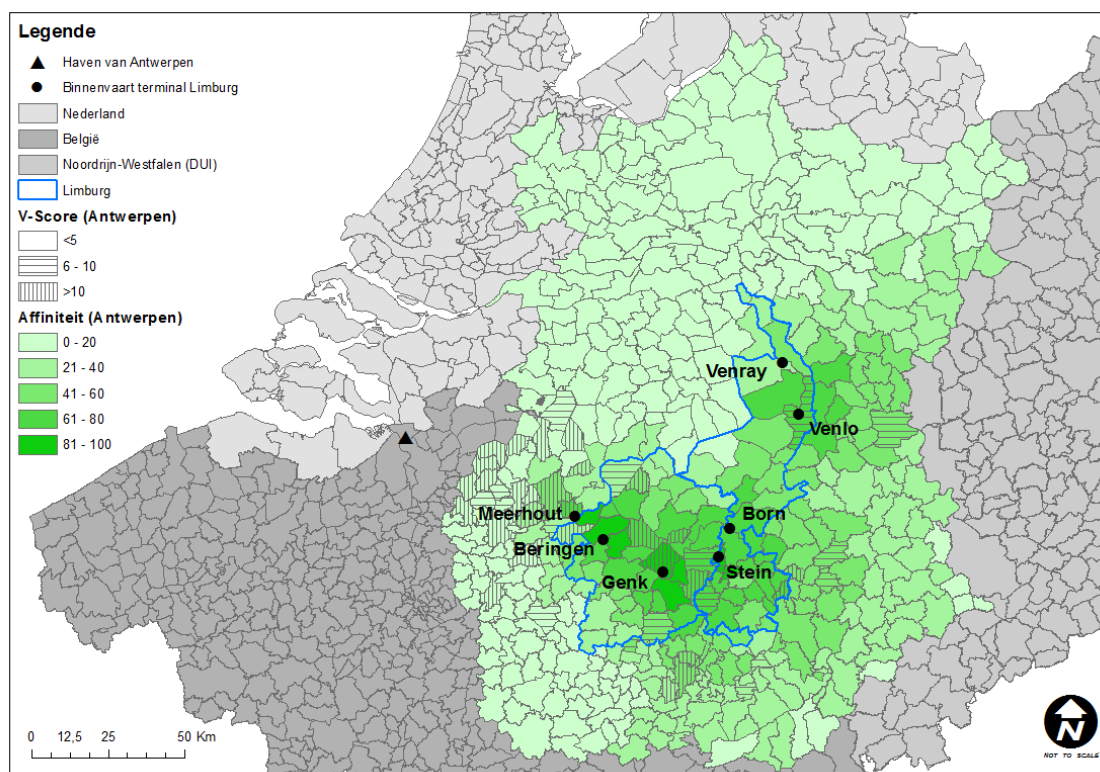 Legende
Haven van Antwerpen
Binnenvaart terminal Limburg
Nederland
België
Noordrijn-Westfalen (DUI)
Limburg
V-Score (Antwerpen)
<5
6 - 10
>10
Affiniteit (Antwerpen)
0 - 20
21 - 40
41 - 60
61 - 80
81 - 100
Venray
Venlo
Meerhout
Born
Beringen
Stein
Genk
0 12,5 25 50 Km
N
NOT TO SCALE